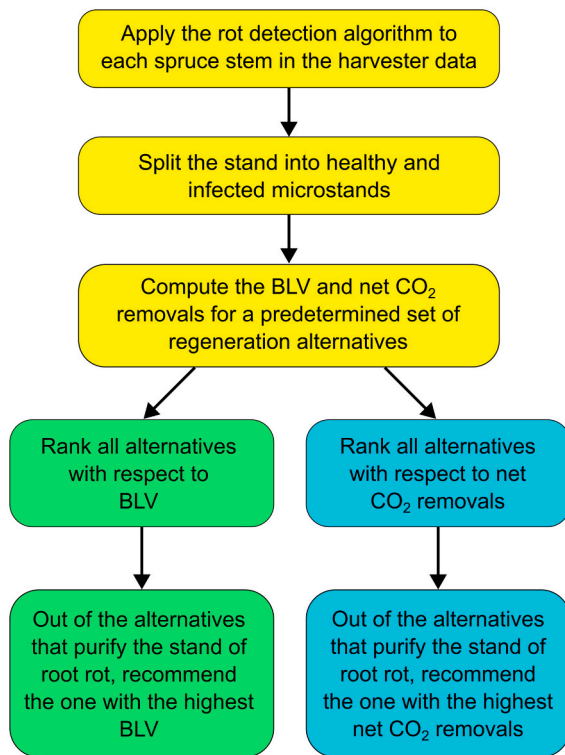 Apply the rot detection algorithm to
each spruce stem in the harvester data
Split the stand into healthy and
infected microstands
Compute the BLV and net CO₂
removals for a predetermined set of
regeneration alternatives
Rank all alternatives
with respect to
BLV
Rank all alternatives
with respect to net
CO₂ removals
Out of the alternatives
that purify the stand of
root rot, recommend
the one with the highest
BLV
Out of the alternatives
that purify the stand of
root rot, recommend
the one with the highest
net CO₂ removals